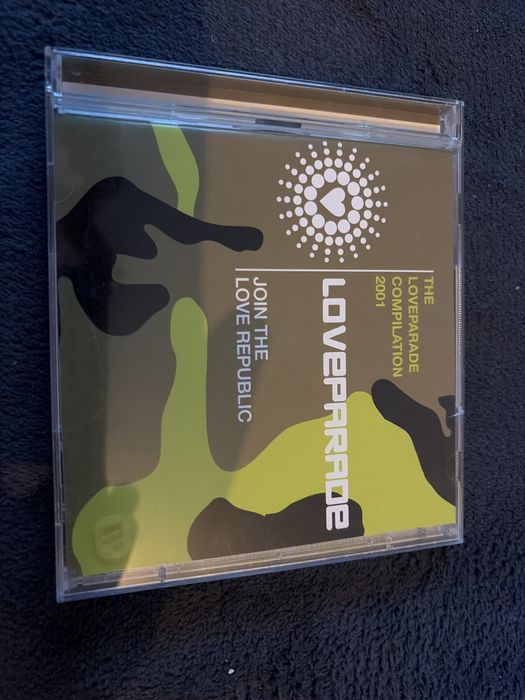 THE
LOVEPARADE
COMPILATION
2001
LOVEPARADE
JOIN THE
LOVE REPUBLIC